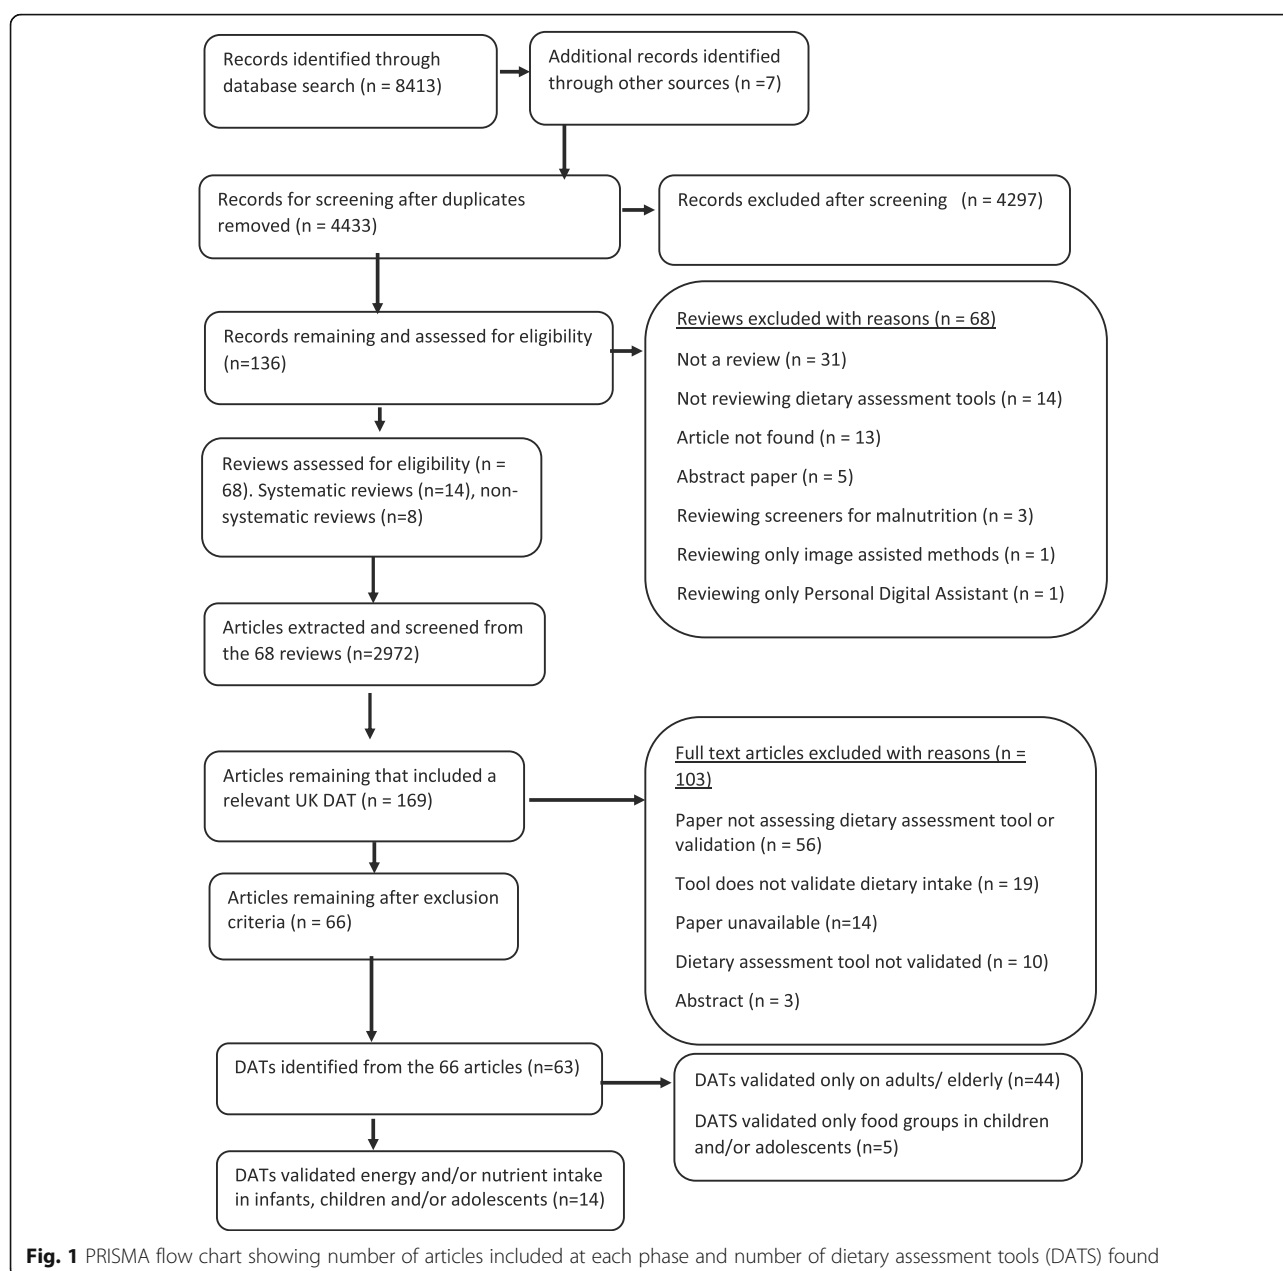 Records identified through
database search (n = 8413)
Additional records identified
through other sources (n =7)
Records for screening after duplicates
removed (n = 4433)
Records excluded after screening (n = 4297)
Records remaining and assessed for eligibility
(n=136)
Reviews excluded with reasons (n = 68)
Not a review (n = 31)
Not reviewing dietary assessment tools (n = 14)
Article not found (n = 13)
Abstract paper (n = 5)
Reviewing screeners for malnutrition (n = 3)
Reviewing only image assisted methods (n = 1)
Reviewing only Personal Digital Assistant (n = 1)
Reviews assessed for eligibility (n =
68). Systematic reviews (n=14), non-
systematic reviews (n=8)
Articles extracted and screened from
the 68 reviews (n=2972)
Articles remaining that included a
relevant UK DAT (n = 169)
Full text articles excluded with reasons (n =
103)
Paper not assessing dietary assessment tool or
validation (n = 56)
Tool does not validate dietary intake (n = 19)
Paper unavailable (n=14)
Dietary assessment tool not validated (n = 10)
Abstract (n = 3)
Articles remaining after exclusion
criteria (n = 66)
DATs identified from the 66 articles (n=63)
DATs validated only on adults/ elderly (n=44)
DATS validated only food groups in children
and/or adolescents (n=5)
DATs validated energy and/or nutrient intake
in infants, children and/or adolescents (n=14)
Fig. 1 PRISMA flow chart showing number of articles included at each phase and number of dietary assessment tools (DATS) found